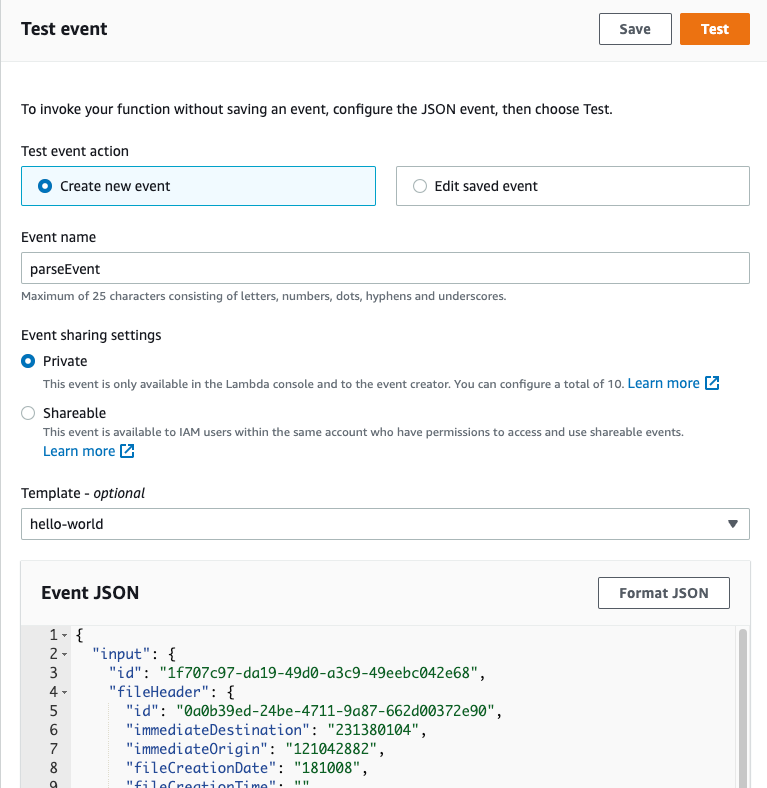 Test event
Save
Test
To invoke your function without saving an event, configure the JSON event, then choose Test.
Test event action
Create new event
Edit saved event
Event name
parseEvent
Maximum of 25 characters consisting of letters, numbers, dots, hyphens and underscores.
Event sharing settings
Private
This event is only available in the Lambda console and to the event creator. You can configure a total of 10. Learn more
Shareable
This event is available to IAM users within the same account who have permissions to access and use shareable events.
Learn more
Template - optional
hello-world
Event JSON
Format JSON
1 {
2 "input": {
3 "id": "1f707c97-da19-49d0-a3c9-49eebc042e68",
4 "fileHeader": {
5 "id": "0a0b39ed-24be-4711-9a87-662d00372e90",
6 "immediateDestination": "231380104",
7 "immediateOrigin": "121042882",
8 "fileCreationDate": "181008",
9 "fileCreationTime": ""